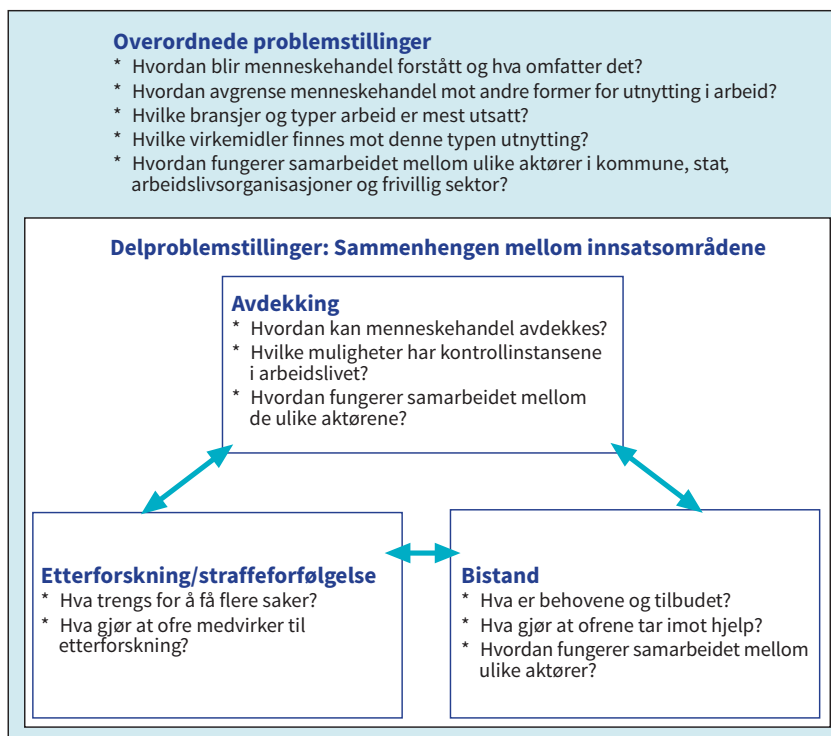 Overordnede problemstillinger
* Hvordan blir menneskehandel forstått og hva omfatter det?
* Hvordan avgrense menneskehandel mot andre former for utnytting i arbeid?
* Hvilke bransjer og typer arbeid er mest utsatt?
* Hvilke virkemidler finnes mot denne typen utnytting?
* Hvordan fungerer samarbeidet mellom ulike aktører i kommune, stat,
arbeidslivsorganisasjoner og frivillig sektor?
Delproblemstillinger: Sammenhengen mellom innsatsområdene
Avdekking
* Hvordan kan menneskehandel avdekkes?
* Hvilke muligheter har kontrollinstansene
i arbeidslivet?
* Hvordan fungerer samarbeidet mellom
de ulike aktørene?
Etterforskning/straffeforfølgelse
* Hva trengs for å få flere saker?
* Hva gjør at ofre medvirker til
etterforskning?
Bistand
* Hva er behovene og tilbudet?
* Hva gjør at ofrene tar imot hjelp?
* Hvordan fungerer samarbeidet mellom
ulike aktører?